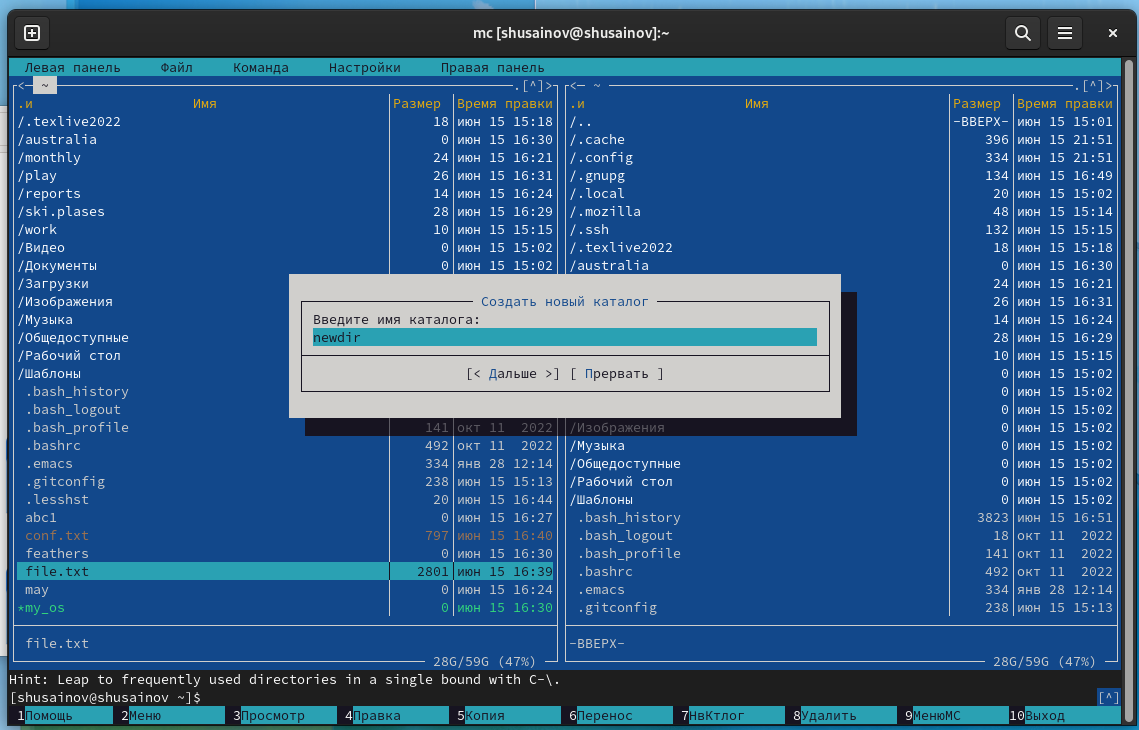 mc [shusainov@shusainov]:~
Левая панель Файл Команда Настройки Правая панель
<─ ~ .[^]> <─ ~ .[^]>
.и Имя Размер Время правки .и Имя Размер Время правки
/.texlive2022 18 июн 15 15:18 /.. -ВВЕРХ- июн 15 15:01
/australia 0 июн 15 16:30 /.cache 396 июн 15 21:51
/monthly 24 июн 15 16:21 /.config 334 июн 15 21:51
/play 26 июн 15 16:31 /.gnupg 134 июн 15 16:49
/reports 14 июн 15 16:24 /.local 20 июн 15 15:02
/ski.plases 28 июн 15 16:29 /.mozilla 48 июн 15 15:14
/work 10 июн 15 15:15 /.ssh 132 июн 15 15:15
/Видео 0 июн 15 15:02 /.texlive2022 18 июн 15 15:18
/Документы 0 июн 15 15:02 /australia 0 июн 15 16:30
/Загрузки 24 июн 15 16:21
/Изображения Создать новый каталог 26 июн 15 16:31
/Музыка Введите имя каталога: 14 июн 15 16:24
/Общедоступные newdir 28 июн 15 16:29
/Рабочий стол 10 июн 15 15:15
/Шаблоны [< Дальше >] [ Прервать ] 0 июн 15 15:02
.bash_history 0 июн 15 15:02
.bash_logout 0 июн 15 15:02
.bash_profile 141 окт 11 2022 /Изображения 0 июн 15 15:02
.bashrc 492 окт 11 2022 /Музыка 0 июн 15 15:02
.emacs 334 янв 28 12:14 /Общедоступные 0 июн 15 15:02
.gitconfig 238 июн 15 15:13 /Рабочий стол 0 июн 15 15:02
.lesshst 20 июн 15 16:44 /Шаблоны 0 июн 15 15:02
abc1 0 июн 15 16:27 .bash_history 3823 июн 15 16:51
conf.txt 797 июн 15 16:40 .bash_logout 18 окт 11 2022
feathers 0 июн 15 16:30 .bash_profile 141 окт 11 2022
file.txt 2801 июн 15 16:39 .bashrc 492 окт 11 2022
may 0 июн 15 16:24 .emacs 334 янв 28 12:14
*my_os 0 июн 15 16:30 .gitconfig 238 июн 15 15:13
file.txt -ВВЕРХ-
28G/59G (47%) 28G/59G (47%)
Hint: Leap to frequently used directories in a single bound with C-\.
[shusainov@shusainov ~]$ [^]
1Помощь 2Меню 3Просмотр 4Правка 5Копия 6Перенос 7НвКтлог 8Удалить 9МенюМС 10Выход